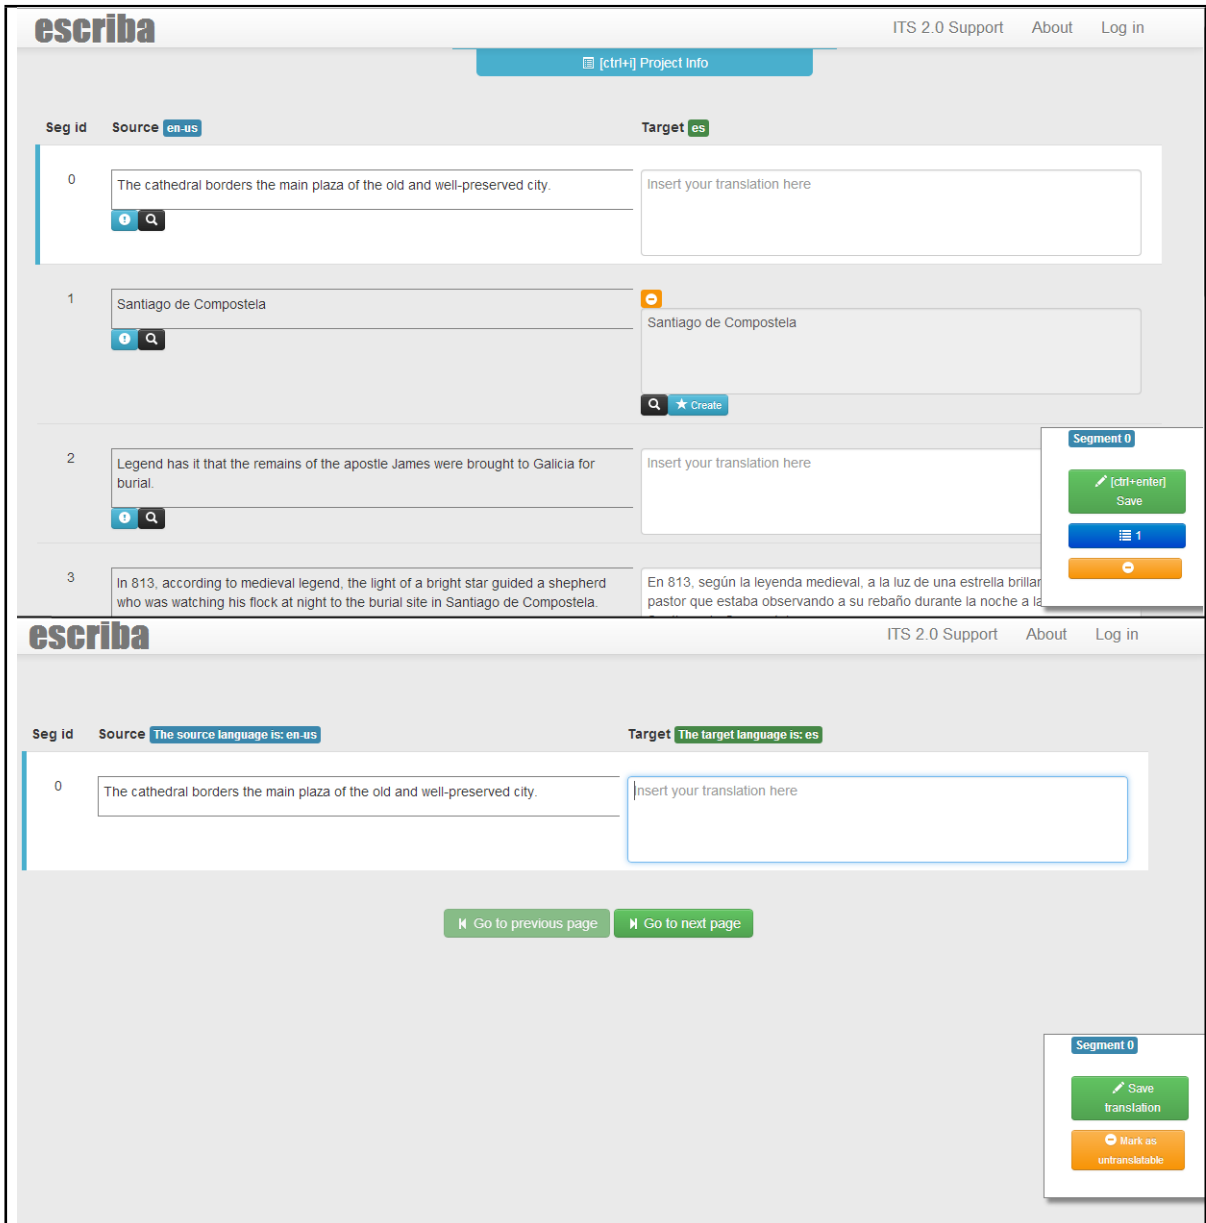 escriba
ITS 2.0 Support About Log in
[ctrl+i] Project Info
Seg id Source en-us Target es
0
The cathedral borders the main plaza of the old and well-preserved city.
Insert your translation here
1
Santiago de Compostela
Santiago de Compostela
Create
2
Legend has it that the remains of the apostle James were brought to Galicia for
burial.
Insert your translation here
Segment 0
[ctrl+enter]
Save
1
3
In 813, according to medieval legend, the light of a bright star guided a shepherd
who was watching his flock at night to the burial site in Santiago de Compostela.
En 813, según la leyenda medieval, a la luz de una estrella brillar
pastor que estaba observando a su rebaño durante la noche a la
escriba
ITS 2.0 Support About Log in
Seg id Source The source language is: en-us Target The target language is: es
0
The cathedral borders the main plaza of the old and well-preserved city.
Insert your translation here
Go to previous page Go to next page
Segment 0
Save
translation
Mark as
untranslatable